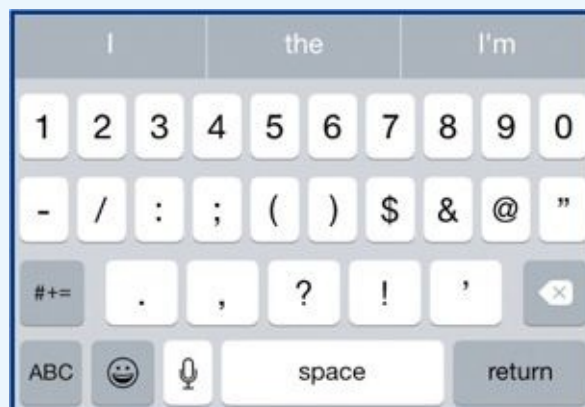 I the I'm
1 2 3 4 5 6 7 8 9 0
- / : ; ( ) $ & @ ”
#+= . , ? ! ’
ABC space return